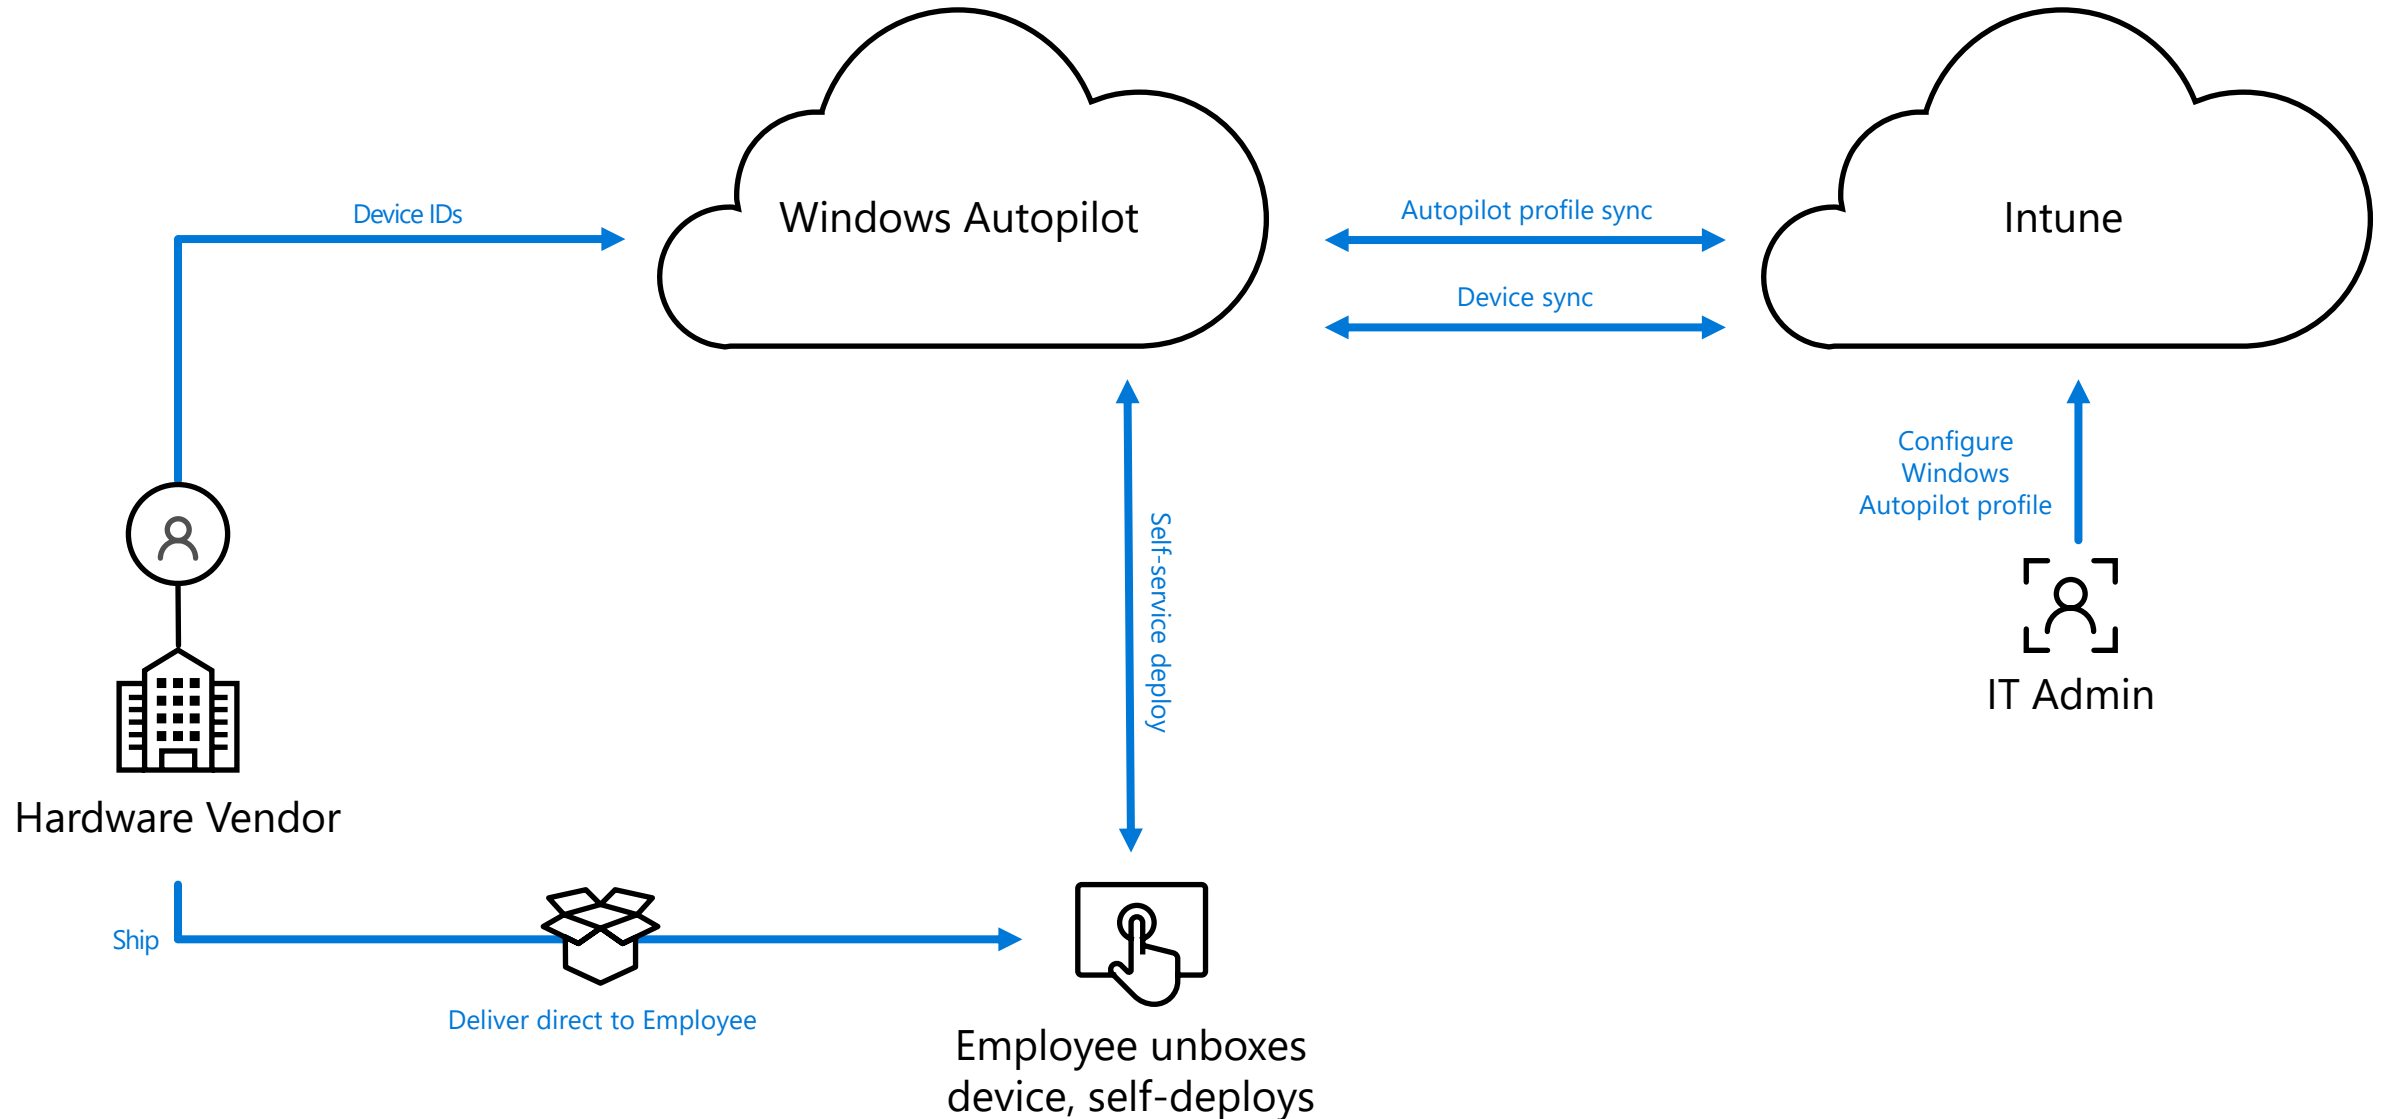 Windows Autopilot
Intune
Device IDs
Autopilot profile sync
Device sync
Configure
Windows
Autopilot profile
Self-service deploy
IT Admin
Hardware Vendor
Ship
Deliver direct to Employee
Employee unboxes
device, self-deploys